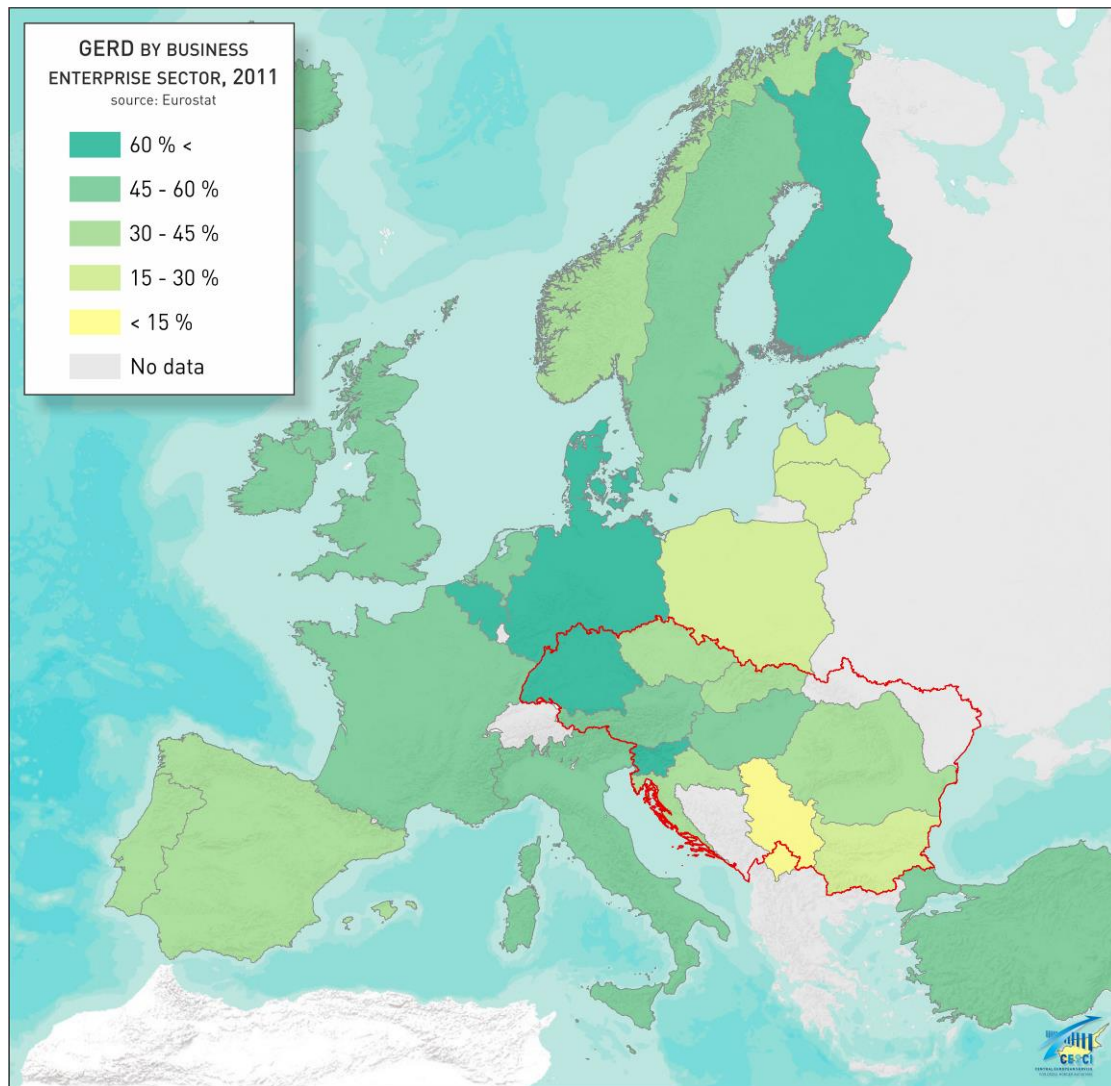 GERD BY BUSINESS
ENTERPRISE SECTOR, 2011
source: Eurostat
60 % <
45 - 60 %
30 - 45 %
15 - 30 %
< 15 %
No data
CESCI